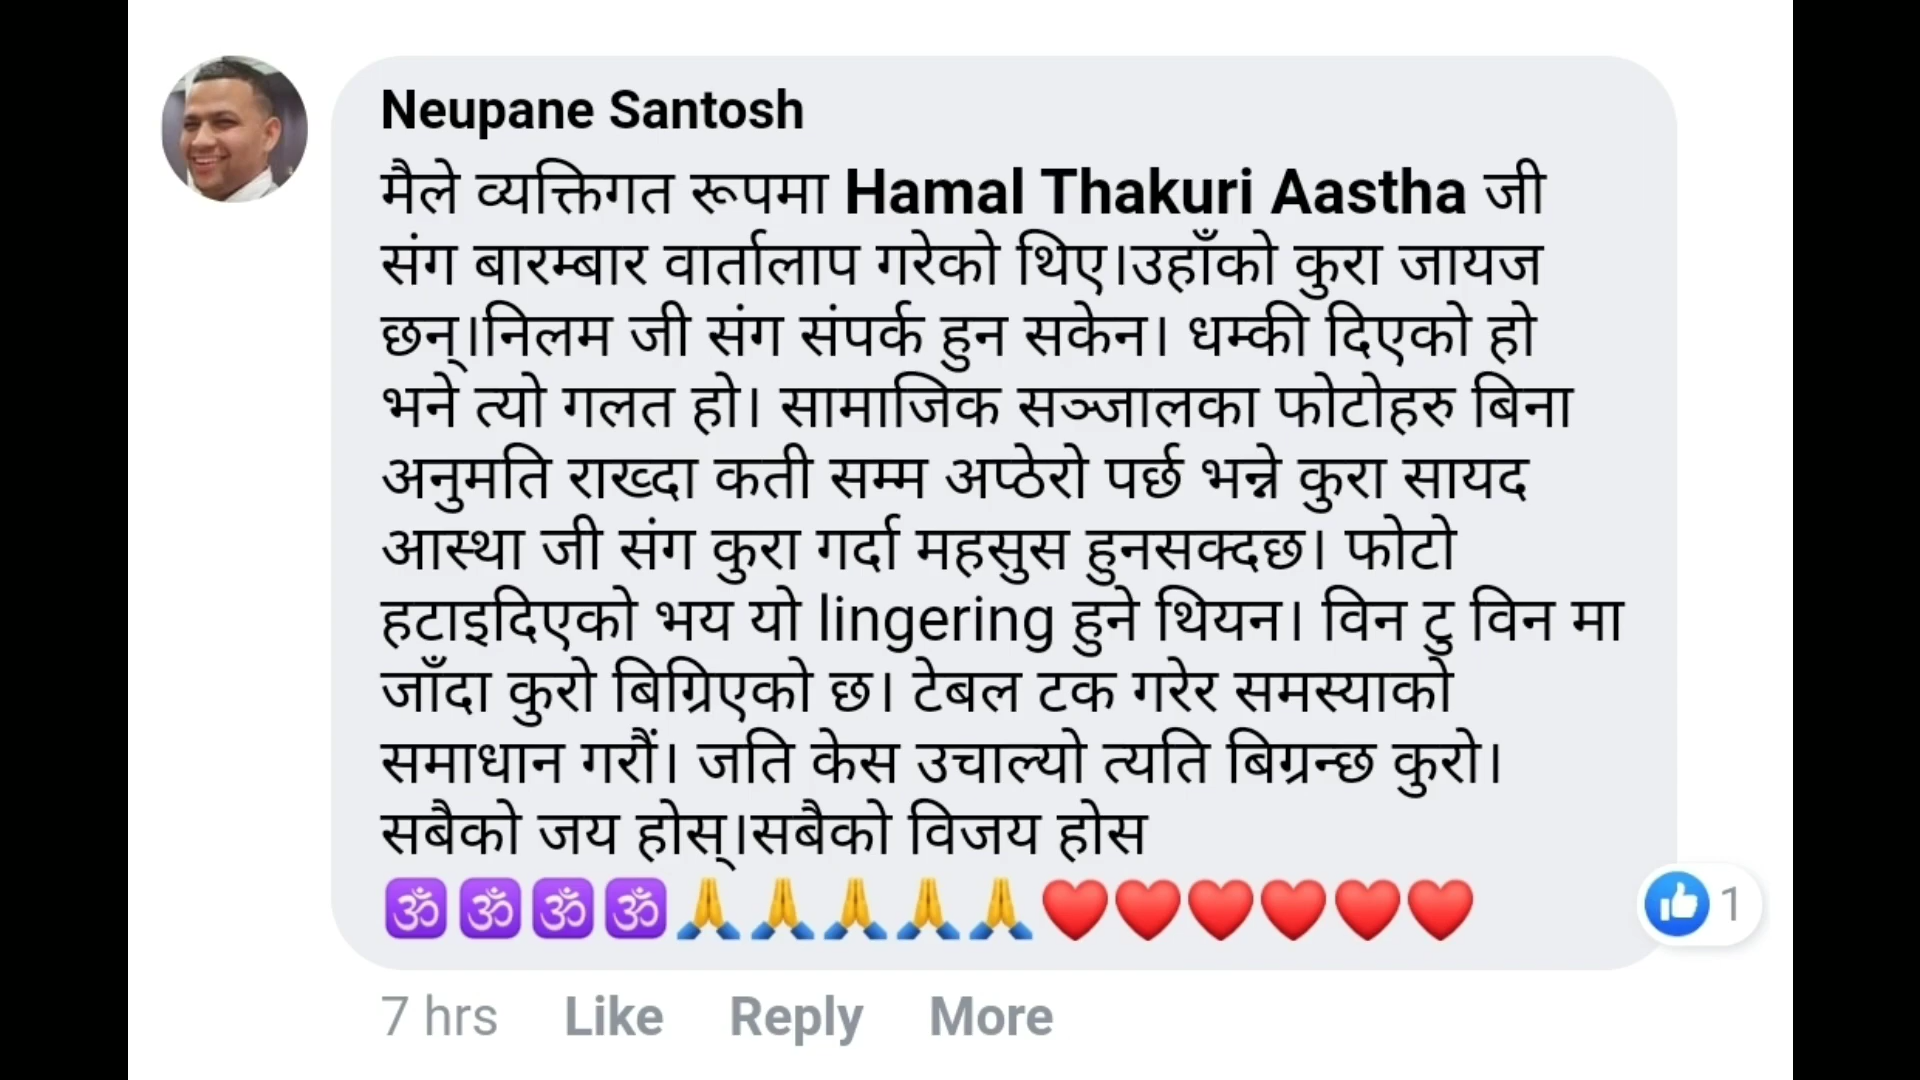 Neupane Santosh
मैले व्यक्तिगत रूपमा Hamal Thakuri Aastha जी
संग बारम्बार वार्तालाप गरेको थिए।उहाँको कुरा जायज
छन्।निलम जी संग संपर्क हुन सकेन। धम्की दिएको हो
भने त्यो गलत हो। सामाजिक सञ्जालका फोटोहरु बिना
अनुमति राख्दा कती सम्म अप्ठेरो पर्छ भन्ने कुरा सायद
आस्था जी संग कुरा गर्दा महसुस हुनसक्दछ। फोटो
हटाइदिएको भय यो lingering हुने थियन। विन टु विन मा
जाँदा कुरो बिग्रिएको छ। टेबल टक गरेर समस्याको
समाधान गरौं। जति केस उचाल्यो त्यति बिग्रन्छ कुरो।
सबैको जय होस्।सबैको विजय होस
🕉🕉🕉🕉🙏🙏🙏🙏🙏❤❤❤❤❤❤ 1
7 hrs Like Reply More